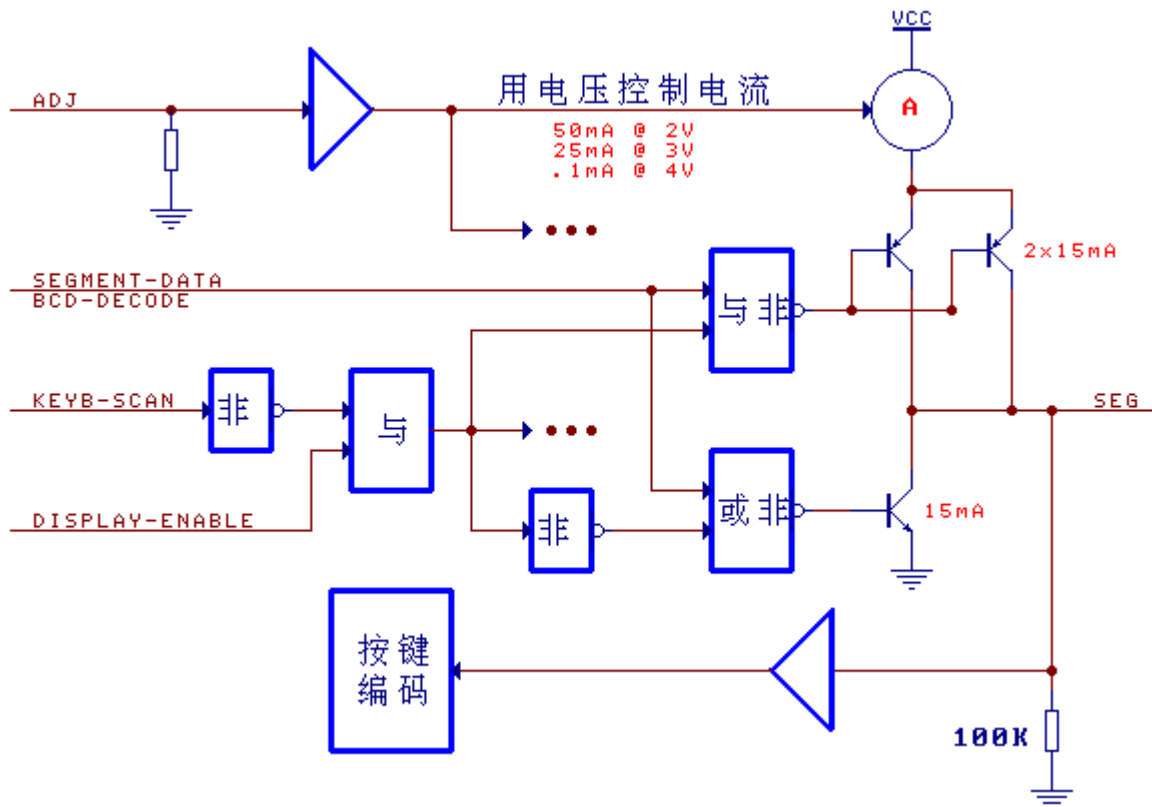 VCC
ADJ
用电压控制电流
A
50mA @ 2V
25mA @ 3V
.1mA @ 4V
2x15mA
SEGMENT-DATA
BCD-DECODE
与非
KEYB-SCAN
非
与
SEG
DISPLAY-ENABLE
非
或非
15mA
按键
编码
100K